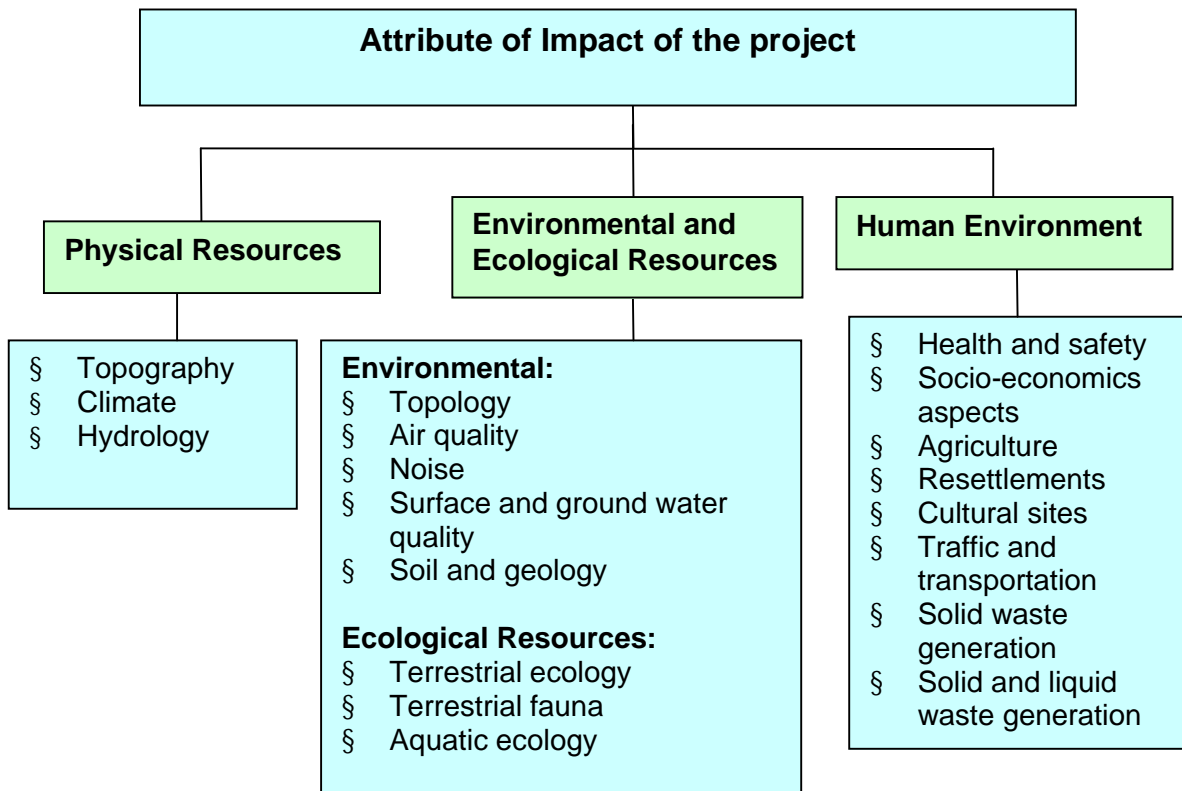 Attribute of Impact of the project
Physical Resources
§ Topography
§ Climate
§ Hydrology
Environmental and
Ecological Resources
Environmental:
§ Topology
§ Air quality
§ Noise
§ Surface and ground water
quality
§ Soil and geology
Ecological Resources:
§ Terrestrial ecology
§ Terrestrial fauna
§ Aquatic ecology
Human Environment
§ Health and safety
§ Socio-economics
aspects
§ Agriculture
§ Resettlements
§ Cultural sites
§ Traffic and
transportation
§ Solid waste
generation
§ Solid and liquid
waste generation